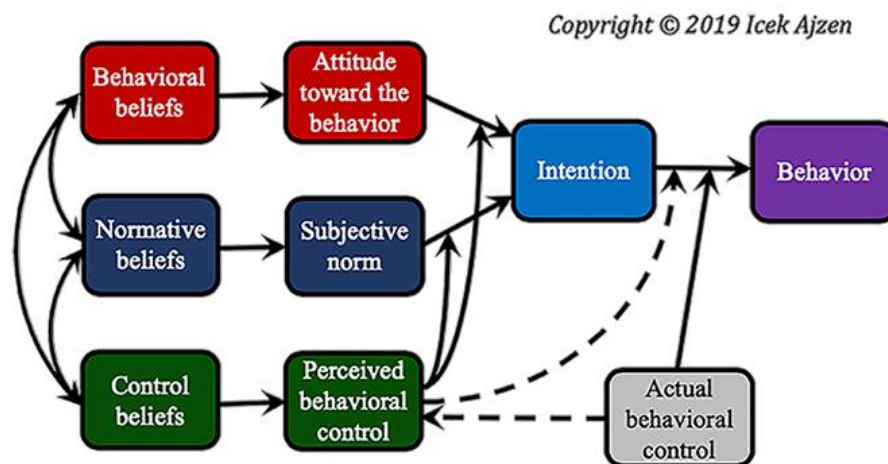 Copyright © 2019 Icek Ajzen
Behavioral
beliefs
Attitude
toward the
behavior
Intention
Behavior
Normative
beliefs
Subjective
norm
Control
beliefs
Perceived
behavioral
control
Actual
behavioral
control